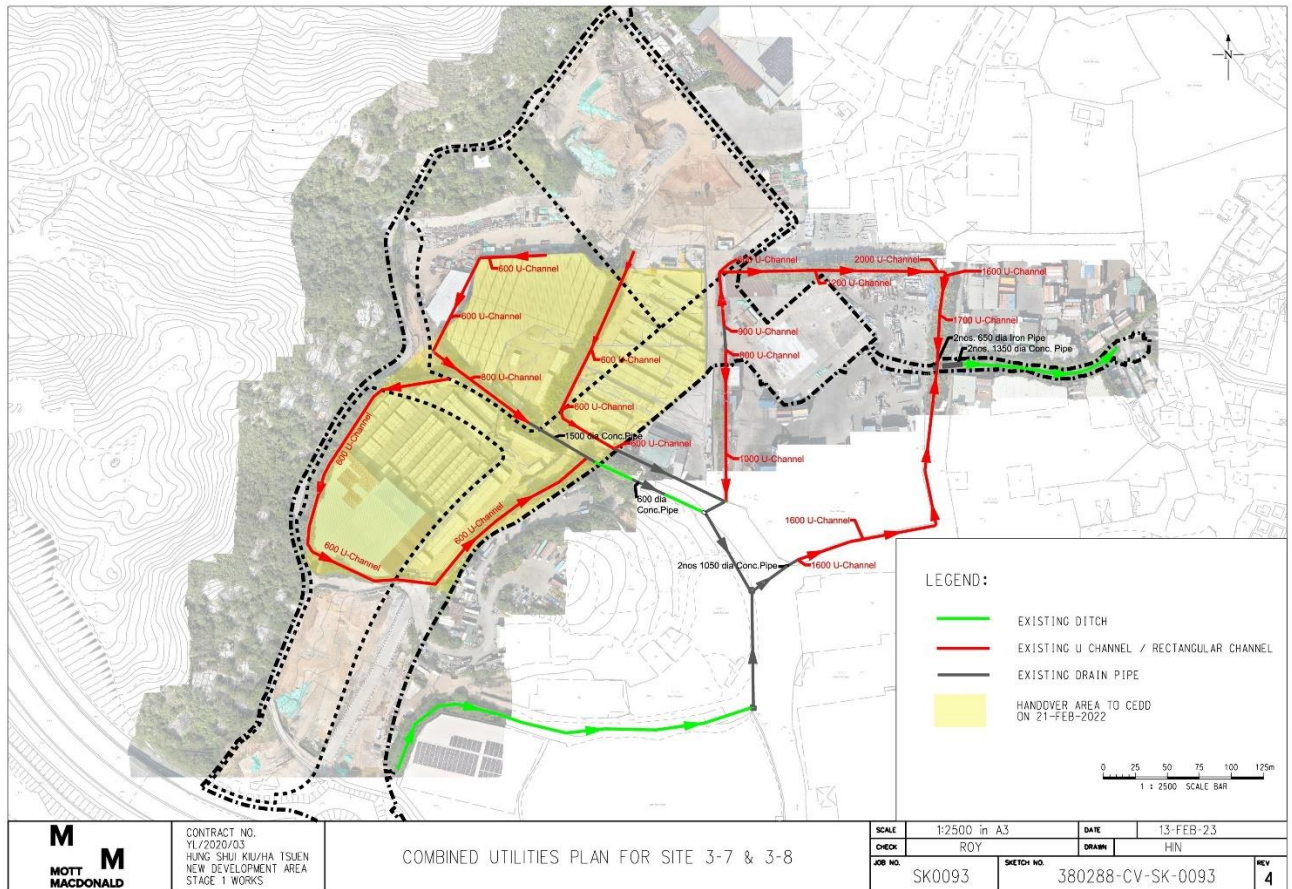 N
600 U-Channel
2000 U-Channel
1600 U-Channel
1200 U-Channel
600 U-Channel
900 U-Channel
1700 U-Channel
2nos. 650 dia Iron Pipe
2nos. 1350 dia Conc. Pipe
600 U-Channel
800 U-Channel
600 U-Channel
600 U-Channel
1500 dia Conc.Pipe
600 U-Channel
1000 U-Channel
600 dia
Conc.Pipe
600 U-Channel
600 U-Channel
1600 U-Channel
2nos 1050 dia Conc.Pipe
1600 U-Channel
LEGEND:
EXISTING DITCH
EXISTING U CHANNEL / RECTANGULAR CHANNEL
EXISTING DRAIN PIPE
HANDOVER AREA TO CEDD
ON 21-FEB-2022
0 25 50 75 100 125m
1 : 2500 SCALE BAR
M
M
MOTT
MACDONALD
CONTRACT NO.
YL/2020/03
HUNG SHUI KIU/HA TSUEN
NEW DEVELOPMENT AREA
STAGE 1 WORKS
COMBINED UTILITIES PLAN FOR SITE 3-7 & 3-8
SCALE 1:2500 in A3 DATE 13-FEB-23
CHECK ROY DRAWN HIN
JOB NO. SK0093 SKETCH NO. 380288-CV-SK-0093 REV 4